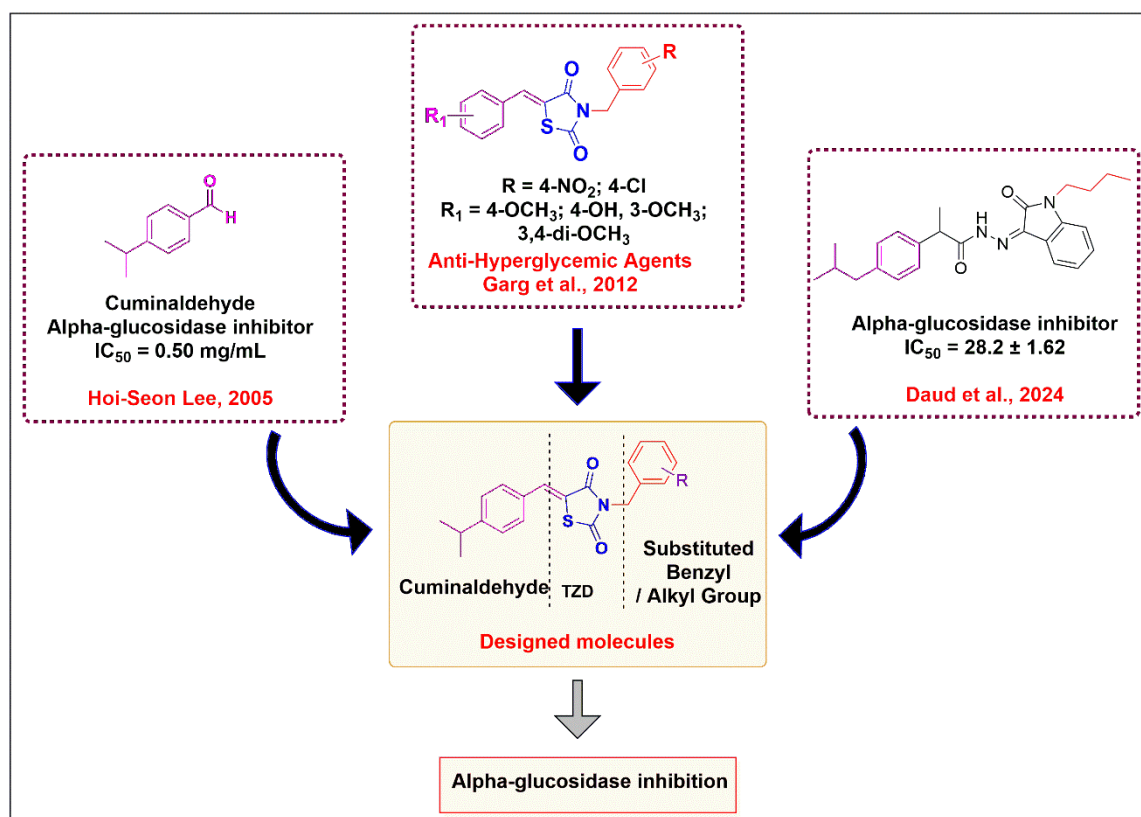 O
N
S
O
R
R₁
R = 4-NO₂; 4-Cl
R₁ = 4-OCH₃; 4-OH, 3-OCH₃;
3,4-di-OCH₃
Anti-Hyperglycemic Agents
Garg et al., 2012
O
H
Cuminaldehyde
Alpha-glucosidase inhibitor
IC₅₀ = 0.50 mg/mL
Hoi-Seon Lee, 2005
O
N
H
N
N
O
Alpha-glucosidase inhibitor
IC₅₀ = 28.2 ± 1.62
Daud et al., 2024
O
N
S
O
R
Cuminaldehyde
TZD
Substituted
Benzyl
/ Alkyl Group
Designed molecules
Alpha-glucosidase inhibition